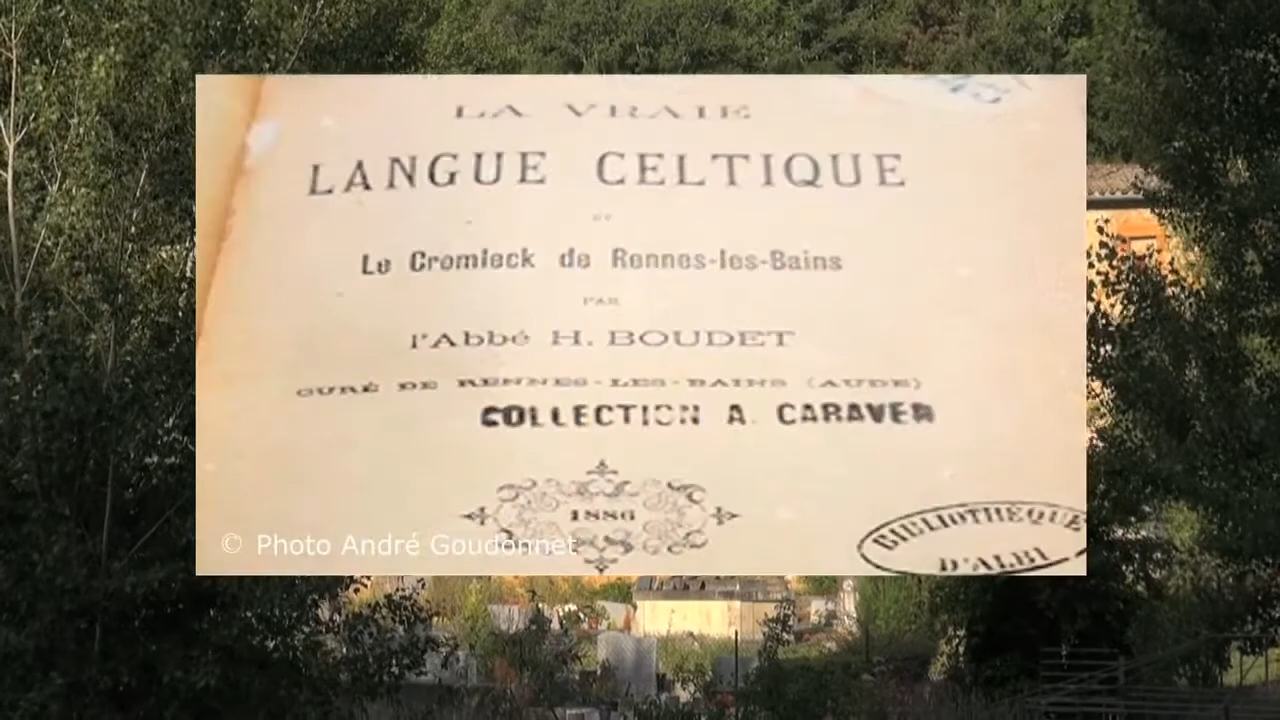 LA VRAIE
LANGUE CELTIQUE
ET
Le Cromleck de Rennes-les-Bains
PAR
l'Abbé H. BOUDET
CURÉ DE RENNES-LES-BAINS (AUDE)
COLLECTION A. CARAVEN
1886
© Photo André Goudonnet
BIBLIOTHEQUE
D'ALBI